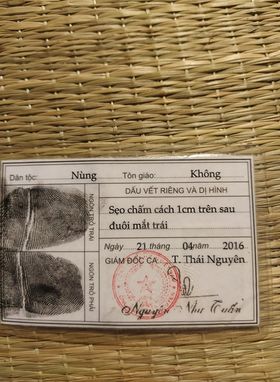 Dân tộc: Nùng Tôn giáo: Không
NGÓN TRỎ TRÁI
DẤU VẾT RIÊNG VÀ DỊ HÌNH
Sẹo chấm cách 1cm trên sau
đuôi mắt trái
Ngày 21 tháng 04 năm 2016
NGÓN TRỎ PHẢI
GIÁM ĐỐC CA: T. Thái Nguyên
Nguyễn Như Tuấn